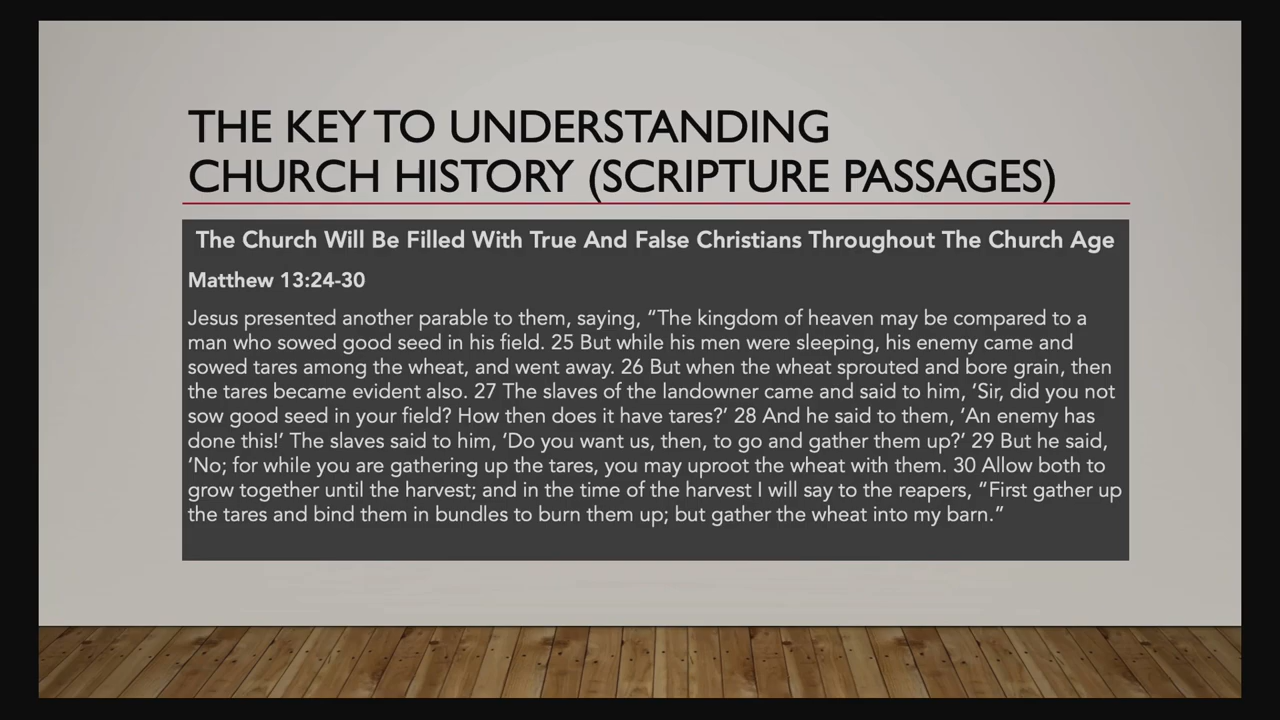 THE KEY TO UNDERSTANDING
CHURCH HISTORY (SCRIPTURE PASSAGES)
The Church Will Be Filled With True And False Christians Throughout The Church Age
Matthew 13:24-30
Jesus presented another parable to them, saying, “The kingdom of heaven may be compared to a
man who sowed good seed in his field. 25 But while his men were sleeping, his enemy came and
sowed tares among the wheat, and went away. 26 But when the wheat sprouted and bore grain, then
the tares became evident also. 27 The slaves of the landowner came and said to him, ‘Sir, did you not
sow good seed in your field? How then does it have tares?’ 28 And he said to them, ‘An enemy has
done this!’ The slaves said to him, ‘Do you want us, then, to go and gather them up?’ 29 But he said,
‘No; for while you are gathering up the tares, you may uproot the wheat with them. 30 Allow both to
grow together until the harvest; and in the time of the harvest I will say to the reapers, “First gather up
the tares and bind them in bundles to burn them up; but gather the wheat into my barn.”